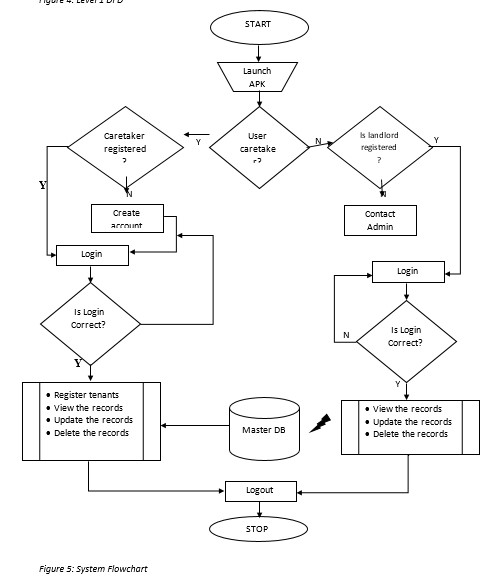 Figure 4: Level 1 DFD
START
Launch
APK
User
caretake
r?
Y
N
Caretaker
registered
?
Is landlord
registered
?
Y
Y
N
N
Create
account
Contact
Admin
Login
Login
Is Login
Correct?
Is Login
Correct?
N
Y
Y
• Register tenants
• View the records
• Update the records
• Delete the records
Master DB
• View the records
• Update the records
• Delete the records
Logout
STOP
Figure 5: System Flowchart